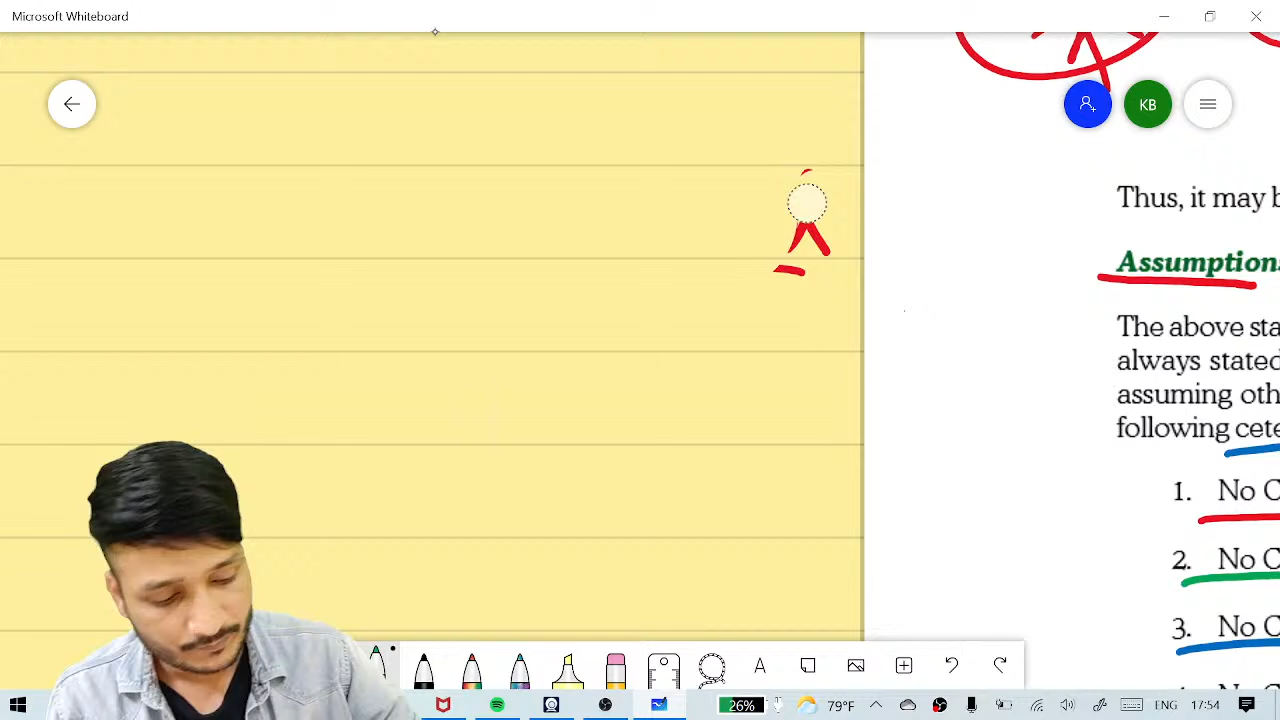 Microsoft Whiteboard
KB
Thus, it may b
Assumption
The above sta
always stated
assuming oth
following cete
1. No C
2. No C
3. No C
A
26%
79°F
ENG
17:54